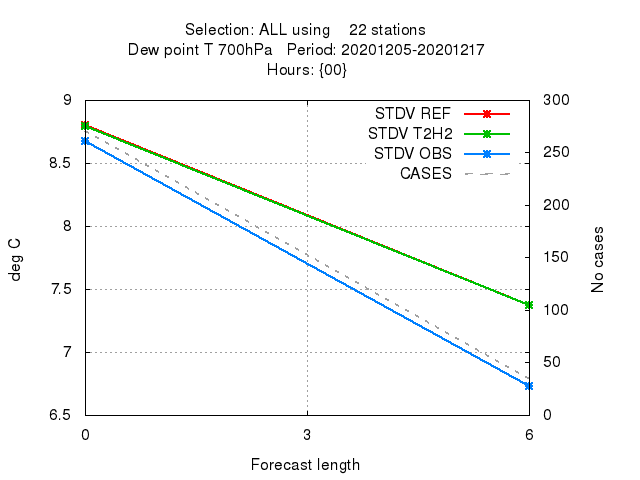 Selection: ALL using    22 stations
Dew point T 700hPa   Period: 20201205-20201217
Hours: {00}
9
8.5
8
7.5
7
6.5
300
250
200
150
100
50
0
STDV REF
STDV T2H2
STDV OBS
CASES
deg C
No cases
0
3
6
Forecast length